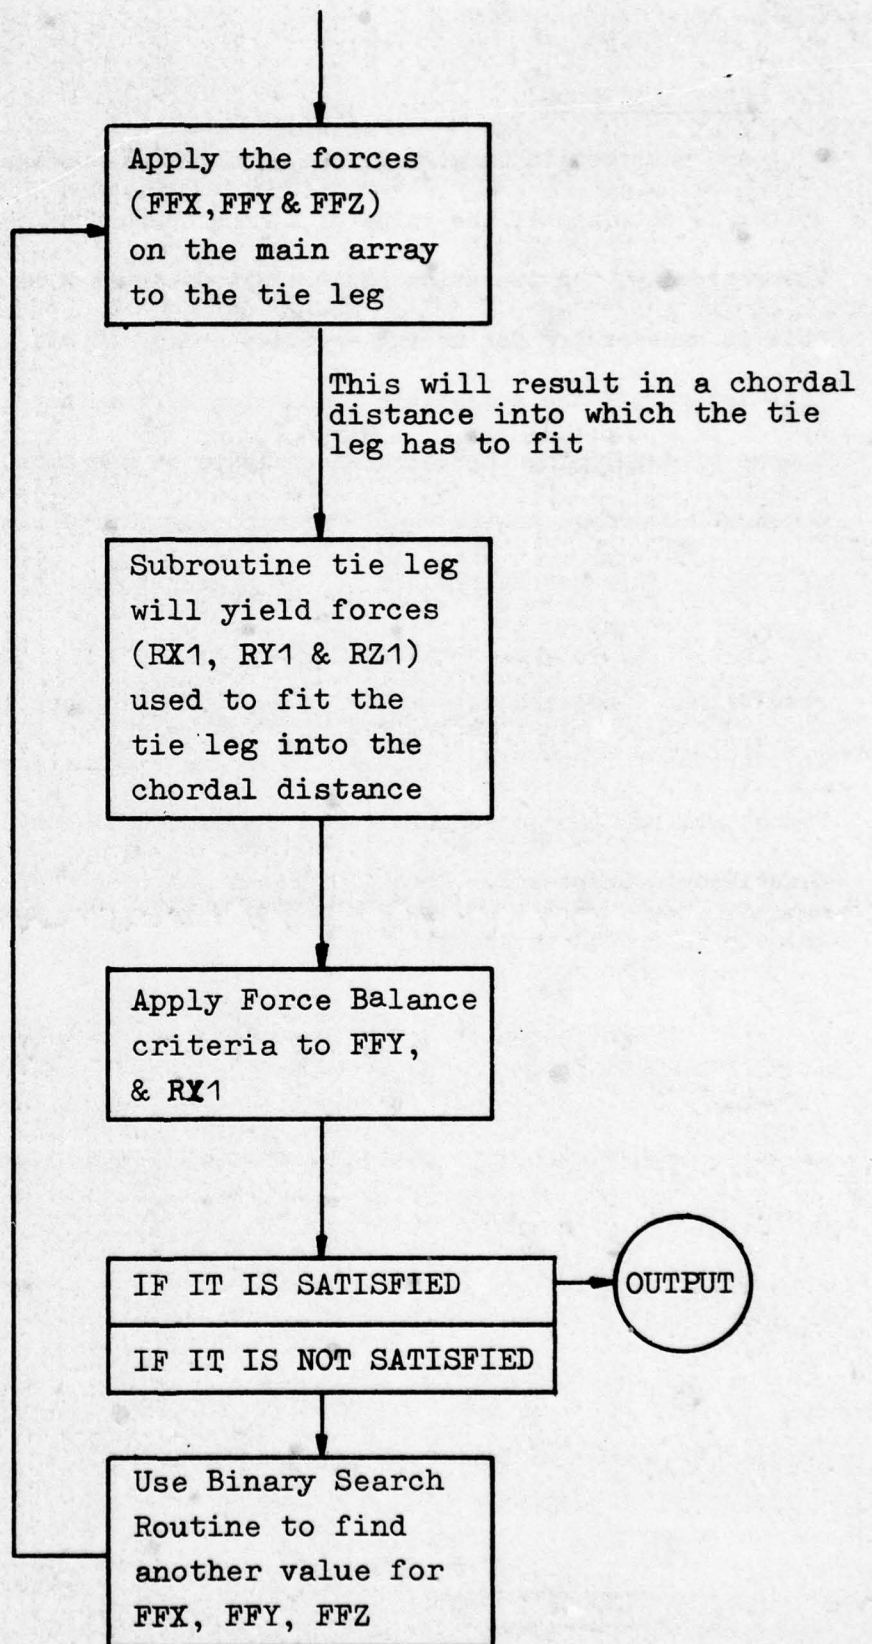 Apply the forces
(FFX,FFY & FFZ)
on the main array
to the tie leg
This will result in a chordal
distance into which the tie
leg has to fit
Subroutine tie leg
will yield forces
(RX1, RY1 & RZ1)
used to fit the
tie leg into the
chordal distance
Apply Force Balance
criteria to FFY,
&
IF IT IS SATISFIED
OUTPUT
IF IT IS NOT SATISFIED
Use Binary Search
Routine to find
another value for
FFX, FFY, FFZ